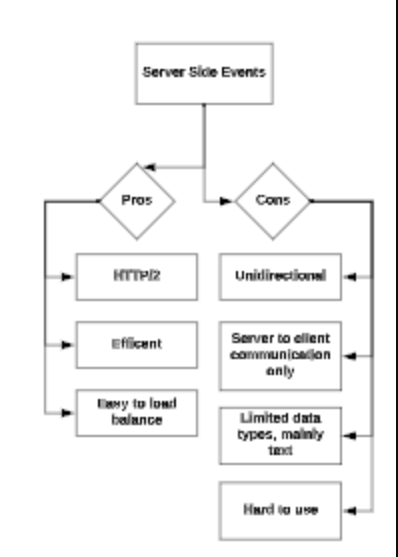 Server Side Events
Pros
Cons
HTTP/2
Unidirectional
Efficent
Server to client
communication
only
Easy to load
balance
Limited data
types, mainly
text
Hard to use